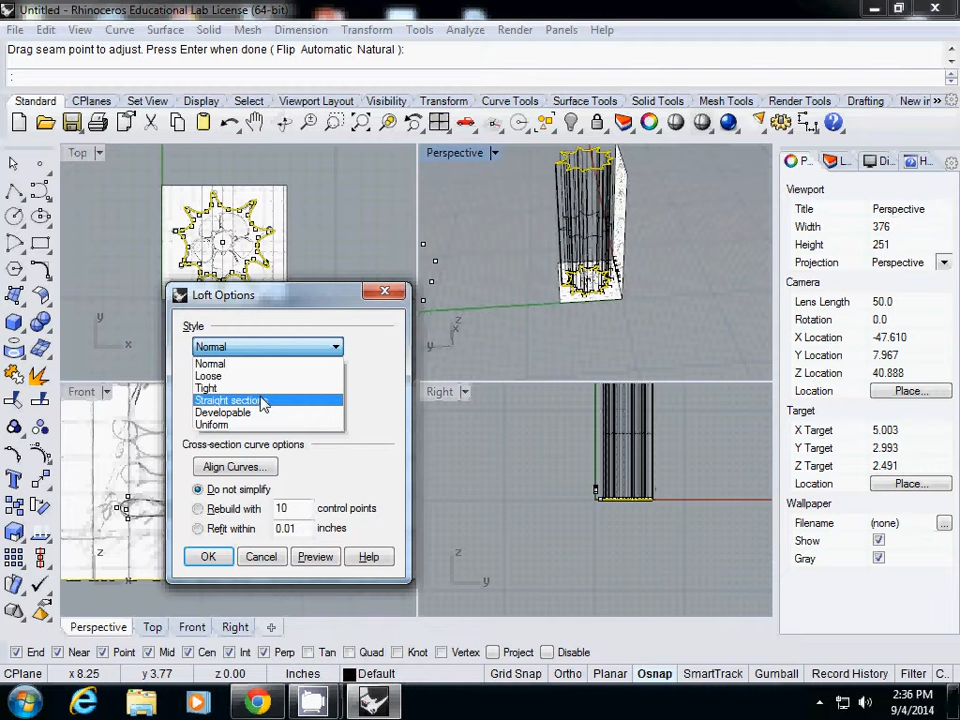 Untitled - Rhinoceros Educational Lab License (64-bit)
File Edit View Curve Surface Solid Mesh Dimension Transform Tools Analyze Render Panels Help
Drag seam point to adjust. Press Enter when done ( Flip Automatic Natural ):
:
Standard CPlanes Set View Display Select Viewport Layout Visibility Transform Curve Tools Surface Tools Solid Tools Mesh Tools Render Tools Drafting New in »
Top
Perspective
P... L... Di... H...
Viewport
Title Perspective
Width 376
Height 251
Projection Perspective
Camera
Lens Length 50.0
Rotation 0.0
X Location -47.610
Y Location 7.967
Z Location 40.888
Location Place...
Target
X Target 5.003
Y Target 2.993
Z Target 2.491
Location Place...
Wallpaper
Filename (none) ...
Show
Gray
y
x
z
x
y
Loft Options
Style
Normal
Normal
Loose
Tight
Straight section
Developable
Uniform
Cross-section curve options
Align Curves...
Do not simplify
Rebuild with 10 control points
Refit within 0.01 inches
OK Cancel Preview Help
Front
z
x
Right
z
y
Perspective Top Front Right
End Near Point Mid Cen Int Perp Tan Quad Knot Vertex Project Disable
CPlane x 8.25 y 3.77 z 0.00 Inches Default Grid Snap Ortho Planar Osnap SmartTrack Gumball Record History Filter C..
2:36 PM
9/4/2014